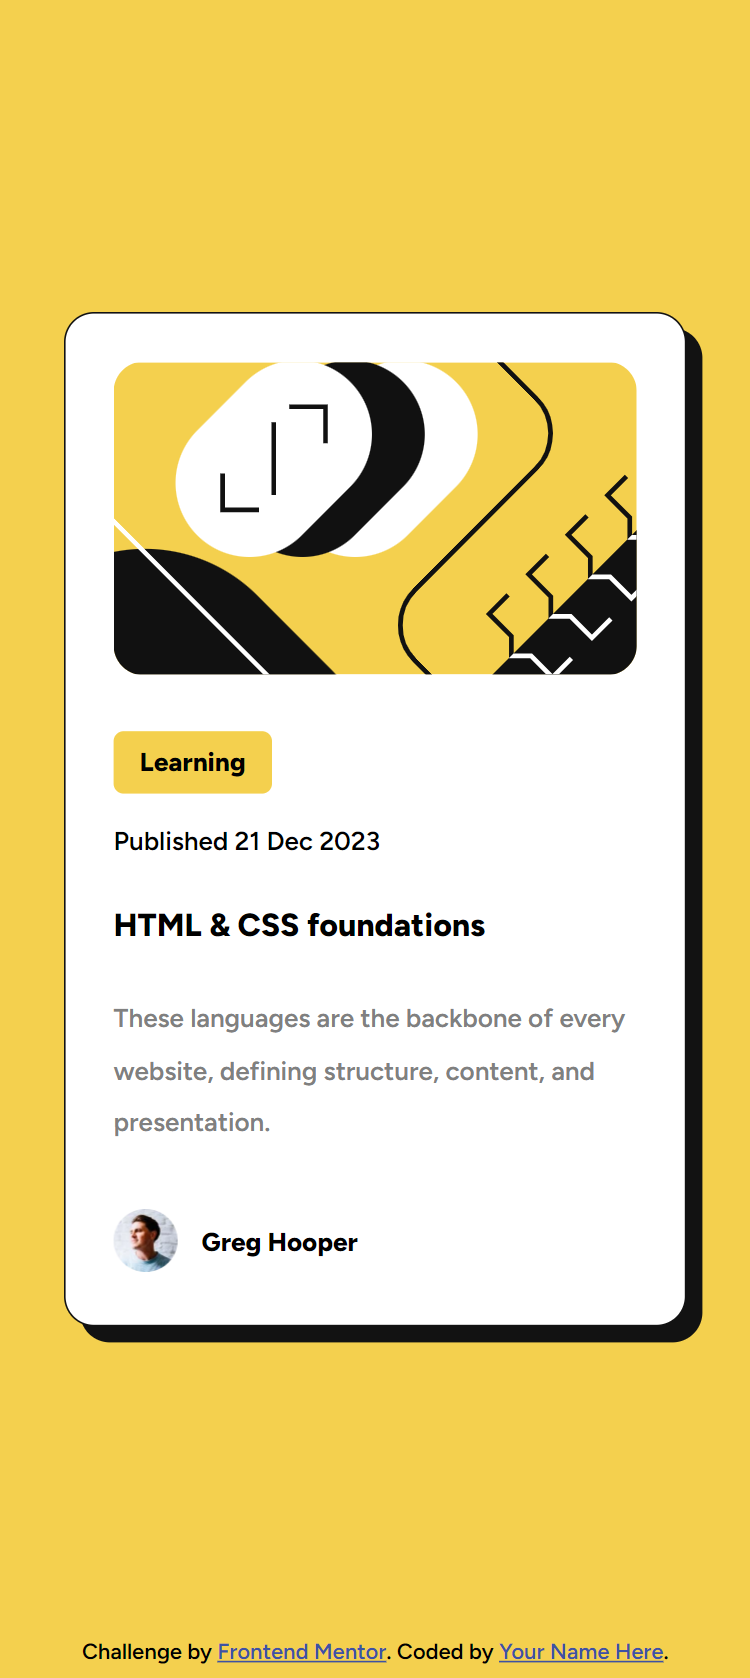 Learning
Published 21 Dec 2023
HTML & CSS foundations
These languages are the backbone of every
website, defining structure, content, and
presentation.
Greg Hooper
Challenge by Frontend Mentor. Coded by Your Name Here.